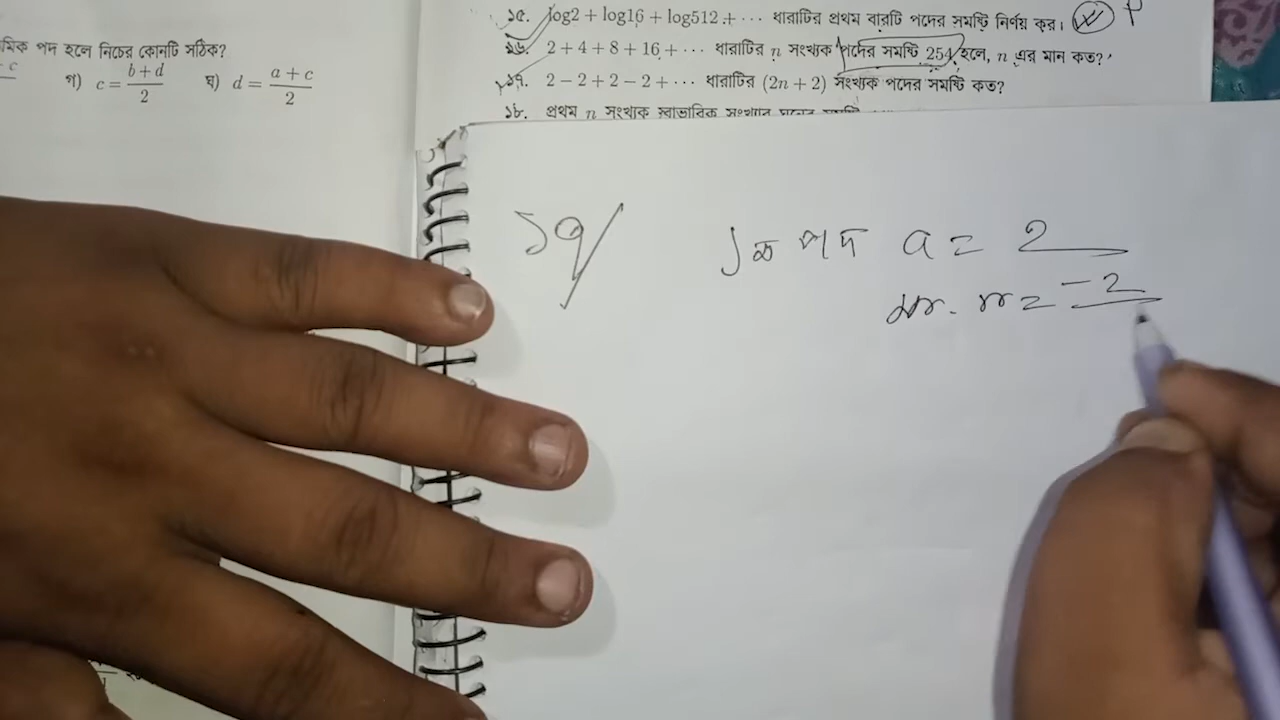 ১৫. log2 + log16 + log512 + ··· ধারাটির প্রথম বারটি পদের সমষ্টি নির্ণয় কর।
১৬. 2 + 4 + 8 + 16 + ··· ধারাটির n সংখ্যক পদের সমষ্টি 254 হলে, n এর মান কত?
১৭. 2 − 2 + 2 − 2 + ··· ধারাটির (2n + 2) সংখ্যক পদের সমষ্টি কত?
১৮. প্রথম n সংখ্যক স্বাভাবিক সংখ্যার ঘনের সমষ্টি
মিক পদ হলে নিচের কোনটি সঠিক?
গ) c = (b + d)/2 ঘ) d = (a + c)/2
১৭/ ১ম পদ a = 2
r = -2